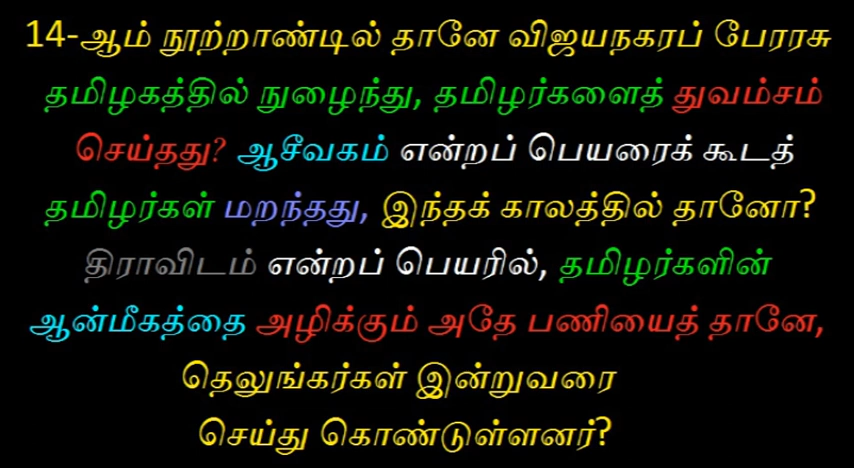 14-ஆம் நூற்றாண்டில் தானே விஜயநகரப் பேரரசு
தமிழகத்தில் நுழைந்து, தமிழர்களைத் துவம்சம்
செய்தது? ஆசீவகம் என்றப் பெயரைக் கூடத்
தமிழர்கள் மறந்தது, இந்தக் காலத்தில் தானோ?
திராவிடம் என்றப் பெயரில், தமிழர்களின்
ஆன்மீகத்தை அழிக்கும் அதே பணியைத் தானே,
தெலுங்கர்கள் இன்றுவரை
செய்து கொண்டுள்ளனர்?